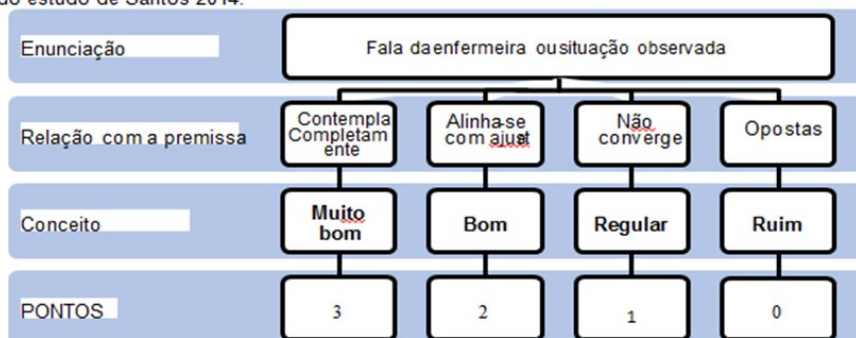 do estudo de Santos 2014.
Enunciação
Fala daenfermeira ousituação observada
Relação com a premissa
Contempla
Completam
ente
Alinha-se
com ajust
Não
converge
Opostas
Conceito
Muito
bom
Bom
Regular
Ruim
PONTOS
3
2
1
0